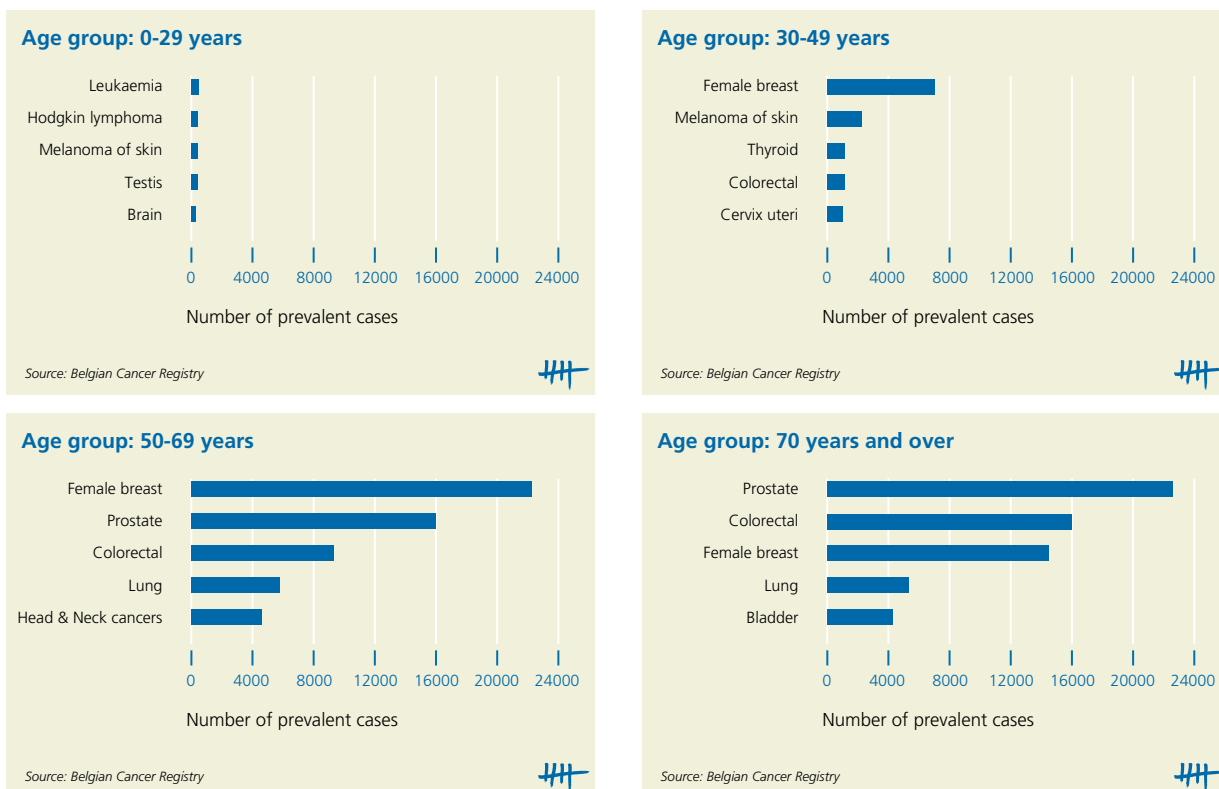 Age group: 0-29 years
Leukaemia
Hodgkin lymphoma
Melanoma of skin
Testis
Brain
0 4000 8000 12000 16000 20000 24000
Number of prevalent cases
Source: Belgian Cancer Registry
Age group: 30-49 years
Female breast
Melanoma of skin
Thyroid
Colorectal
Cervix uteri
0 4000 8000 12000 16000 20000 24000
Number of prevalent cases
Source: Belgian Cancer Registry
Age group: 50-69 years
Female breast
Prostate
Colorectal
Lung
Head & Neck cancers
0 4000 8000 12000 16000 20000 24000
Number of prevalent cases
Source: Belgian Cancer Registry
Age group: 70 years and over
Prostate
Colorectal
Female breast
Lung
Bladder
0 4000 8000 12000 16000 20000 24000
Number of prevalent cases
Source: Belgian Cancer Registry